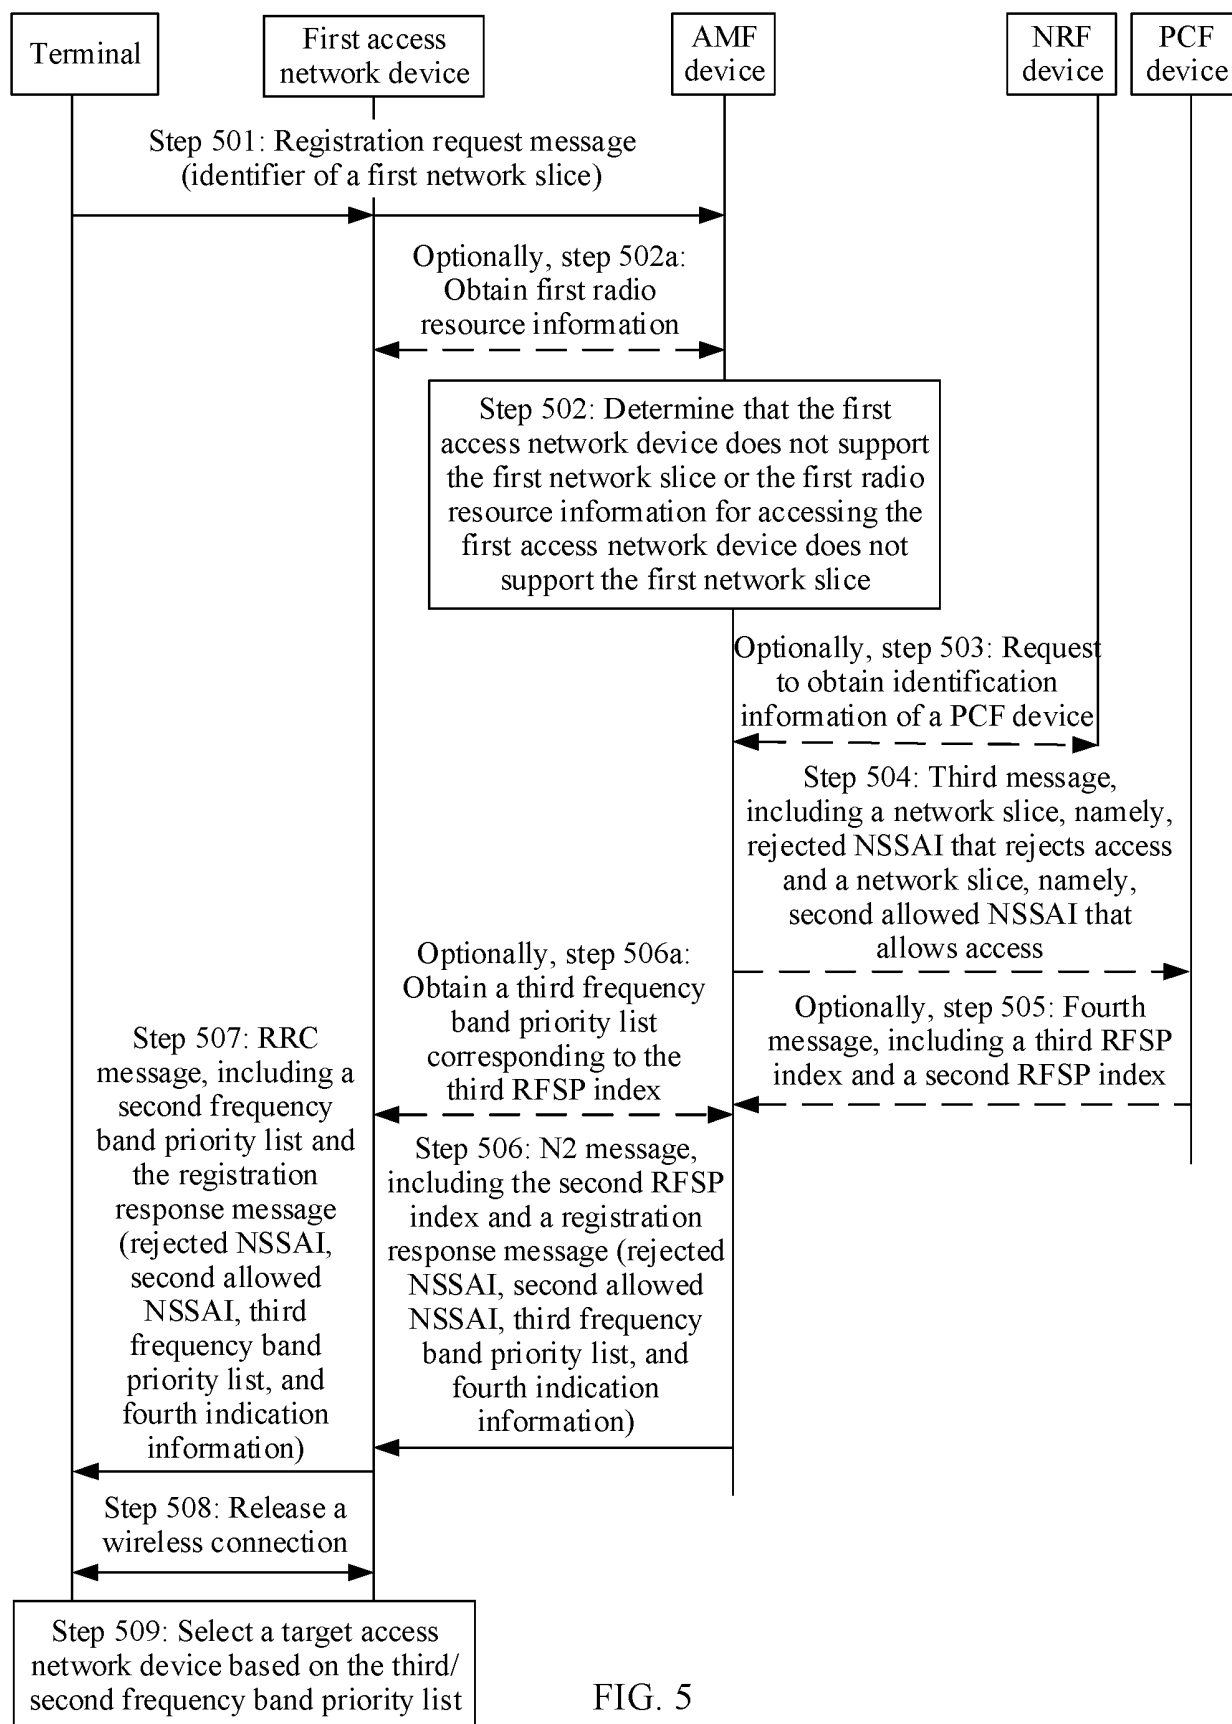 Terminal
First access
network device
AMF
device
NRF
device
PCF
device
Step 501: Registration request message
(identifier of a first network slice)
Optionally, step 502a:
Obtain first radio
resource information
Step 502: Determine that the first
access network device does not support
the first network slice or the first radio
resource information for accessing the
first access network device does not
support the first network slice
Optionally, step 503: Request
to obtain identification
information of a PCF device
Step 504: Third message,
including a network slice, namely,
rejected NSSAI that rejects access
and a network slice, namely,
second allowed NSSAI that
allows access
Optionally, step 505: Fourth
message, including a third RFSP
index and a second RFSP index
Optionally, step 506a:
Obtain a third frequency
band priority list
corresponding to the
third RFSP index
Step 506: N2 message,
including the second RFSP
index and a registration
response message (rejected
NSSAI, second allowed
NSSAI, third frequency
band priority list, and
fourth indication
information)
Step 507: RRC
message, including a
second frequency
band priority list and
the registration
response message
(rejected NSSAI,
second allowed
NSSAI, third
frequency band
priority list, and
fourth indication
information)
Step 508: Release a
wireless connection
Step 509: Select a target access
network device based on the third/
second frequency band priority list
FIG. 5